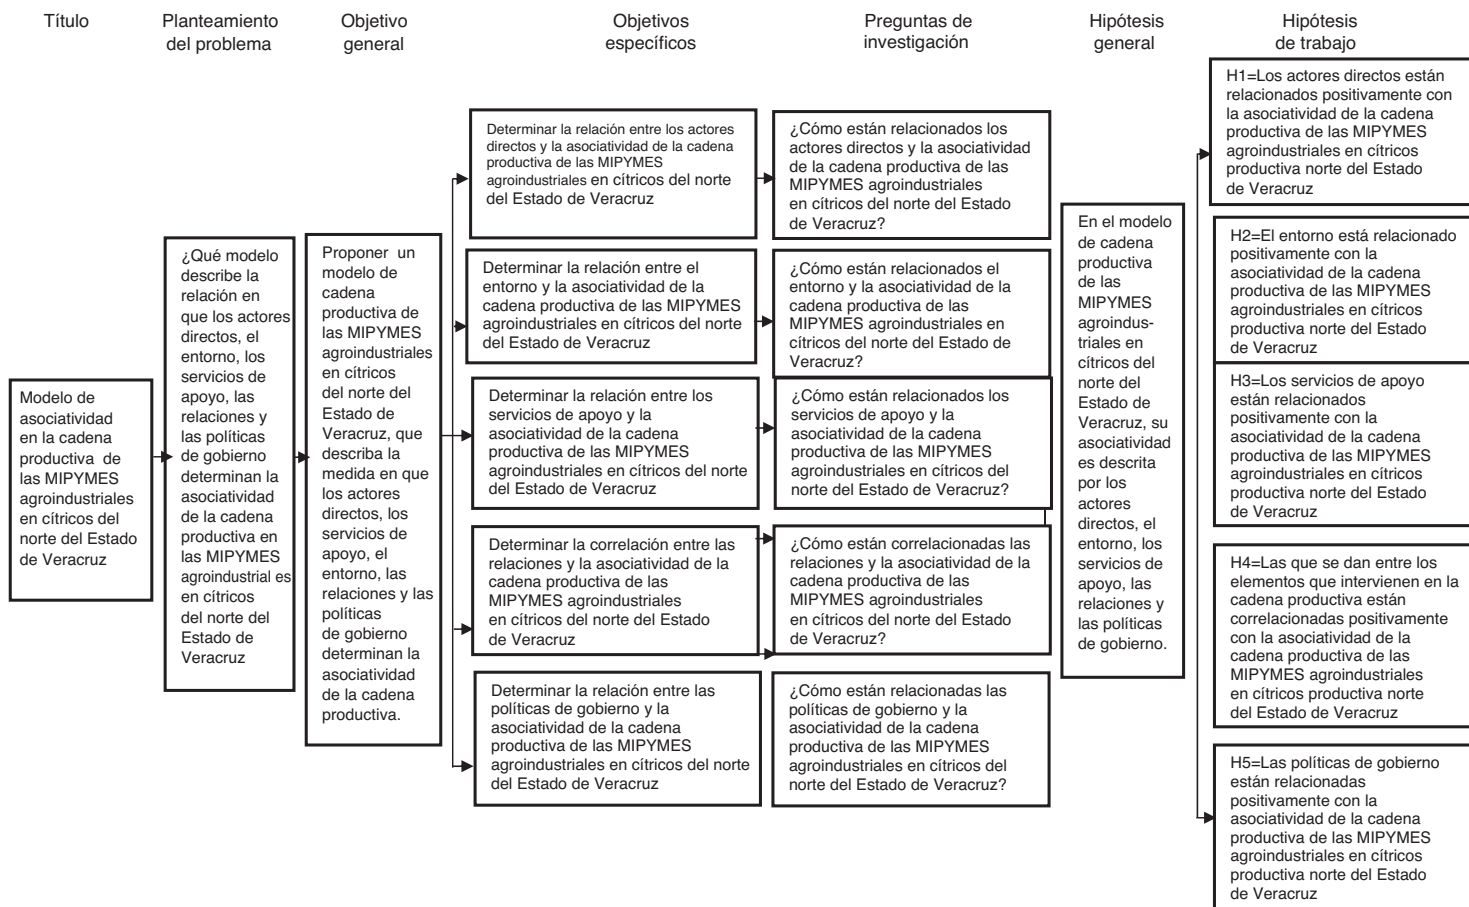 Título
Planteamiento
del problema
Objetivo
general
Objetivos
específicos
Preguntas de
investigación
Hipótesis
general
Hipótesis
de trabajo
Modelo de
asociatividad
en la cadena
productiva de
las MIPYMES
agroindustriales
en cítricos del
norte del Estado
de Veracruz
¿Qué modelo
describe la
relación en
que los actores
directos, el
entorno, los
servicios de
apoyo, las
relaciones y
las políticas
de gobierno
determinan la
asociatividad
de la cadena
productiva en
las MIPYMES
agroindustrial es
en cítricos
del norte del
Estado de
Veracruz
Proponer un
modelo de
cadena
productiva de
las MIPYMES
agroindustriales
en cítricos
del norte del
Estado de
Veracruz, que
describa la
medida en que
los actores
directos, los
servicios de
apoyo, el
entorno, las
relaciones y las
políticas
de gobierno
determinan la
asociatividad
de la cadena
productiva.
Determinar la relación entre los actores
directos y la asociatividad de la cadena
productiva de las MIPYMES
agroindustriales en cítricos del norte
del Estado de Veracruz
Determinar la relación entre el
entorno y la asociatividad de la
cadena productiva de las MIPYMES
agroindustriales en cítricos del norte
del Estado de Veracruz
Determinar la relación entre los
servicios de apoyo y la
asociatividad de la cadena
productiva de las MIPYMES
agroindustriales en cítricos del norte
del Estado de Veracruz
Determinar la correlación entre las
relaciones y la asociatividad de la
cadena productiva de las
MIPYMES agroindustriales
en cítricos del norte del Estado
de Veracruz
Determinar la relación entre las
políticas de gobierno y la
asociatividad de la cadena
productiva de las MIPYMES
agroindustriales en cítricos del norte
del Estado de Veracruz
¿Cómo están relacionados los
actores directos y la asociatividad
de la cadena productiva de las
MIPYMES agroindustriales
en cítricos del norte del Estado
de Veracruz?
¿Cómo están relacionados el
entorno y la asociatividad de la
cadena productiva de las
MIPYMES agroindustriales en
cítricos del norte del Estado de
Veracruz?
¿Cómo están relacionados los
servicios de apoyo y la
asociatividad de la cadena
productiva de las MIPYMES
agroindustriales en cítricos del
norte del Estado de Veracruz?
¿Cómo están correlacionadas las
relaciones y la asociatividad de la
cadena productiva de las
MIPYMES agroindustriales
en cítricos del norte del Estado
de Veracruz?
¿Cómo están relacionadas las
políticas de gobierno y la
asociatividad de la cadena
productiva de las MIPYMES
agroindustriales en cítricos del
norte del Estado de Veracruz?
En el modelo
de cadena
productiva
de las
MIPYMES
agroindus-
triales en
cítricos del
norte del
Estado de
Veracruz, su
asociatividad
es descrita
por los
actores
directos, el
entorno, los
servicios de
apoyo, las
relaciones y
las políticas
de gobierno.
H1=Los actores directos están
relacionados positivamente con
la asociatividad de la cadena
productiva de las MIPYMES
agroindustriales en cítricos
productiva norte del Estado
de Veracruz
H2=El entorno está relacionado
positivamente con la
asociatividad de la cadena
productiva de las MIPYMES
agroindustriales en cítricos
productiva norte del Estado
de Veracruz
H3=Los servicios de apoyo
están relacionados
positivamente con la
asociatividad de la cadena
productiva de las MIPYMES
agroindustriales en cítricos
productiva norte del Estado
de Veracruz
H4=Las que se dan entre los
elementos que intervienen en la
cadena productiva están
correlacionadas positivamente
con la asociatividad de la
cadena productiva de las
MIPYMES agroindustriales
en cítricos productiva norte
del Estado de Veracruz
H5=Las políticas de gobierno
están relacionadas
positivamente con la
asociatividad de la cadena
productiva de las MIPYMES
agroindustriales en cítricos
productiva norte del Estado
de Veracruz